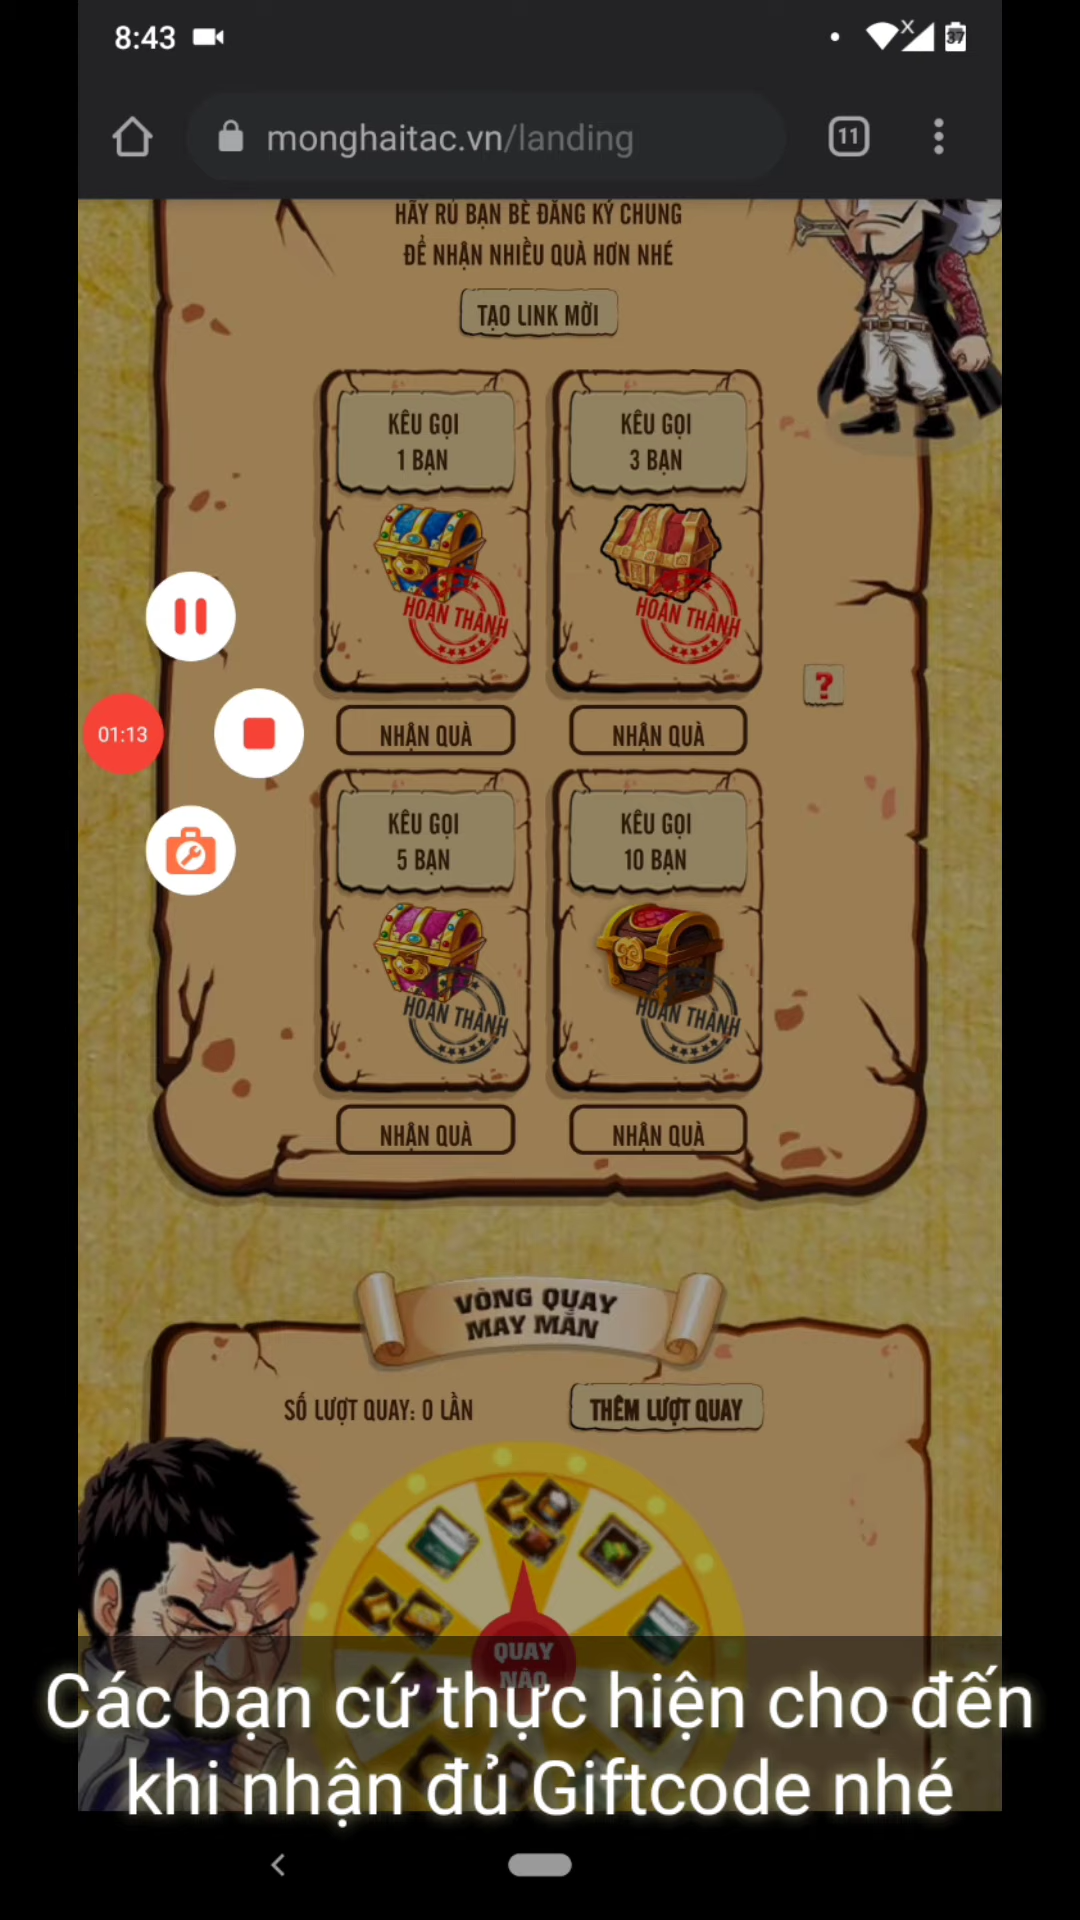 8:43
37
monghaitac.vn/landing
11
HÃY RỦ BẠN BÈ ĐĂNG KÝ CHUNG
ĐỂ NHẬN NHIỀU QUÀ HƠN NHÉ
TẠO LINK MỜI
KÊU GỌI
1 BẠN
KÊU GỌI
3 BẠN
HOÀN THÀNH
HOÀN THÀNH
?
NHẬN QUÀ
NHẬN QUÀ
01:13
KÊU GỌI
5 BẠN
KÊU GỌI
10 BẠN
HOÀN THÀNH
HOÀN THÀNH
NHẬN QUÀ
NHẬN QUÀ
VÒNG QUAY
MAY MẮN
SỐ LƯỢT QUAY: 0 LẦN
THÊM LƯỢT QUAY
QUAY
NÀO
Các bạn cứ thực hiện cho đến
khi nhận đủ Giftcode nhé